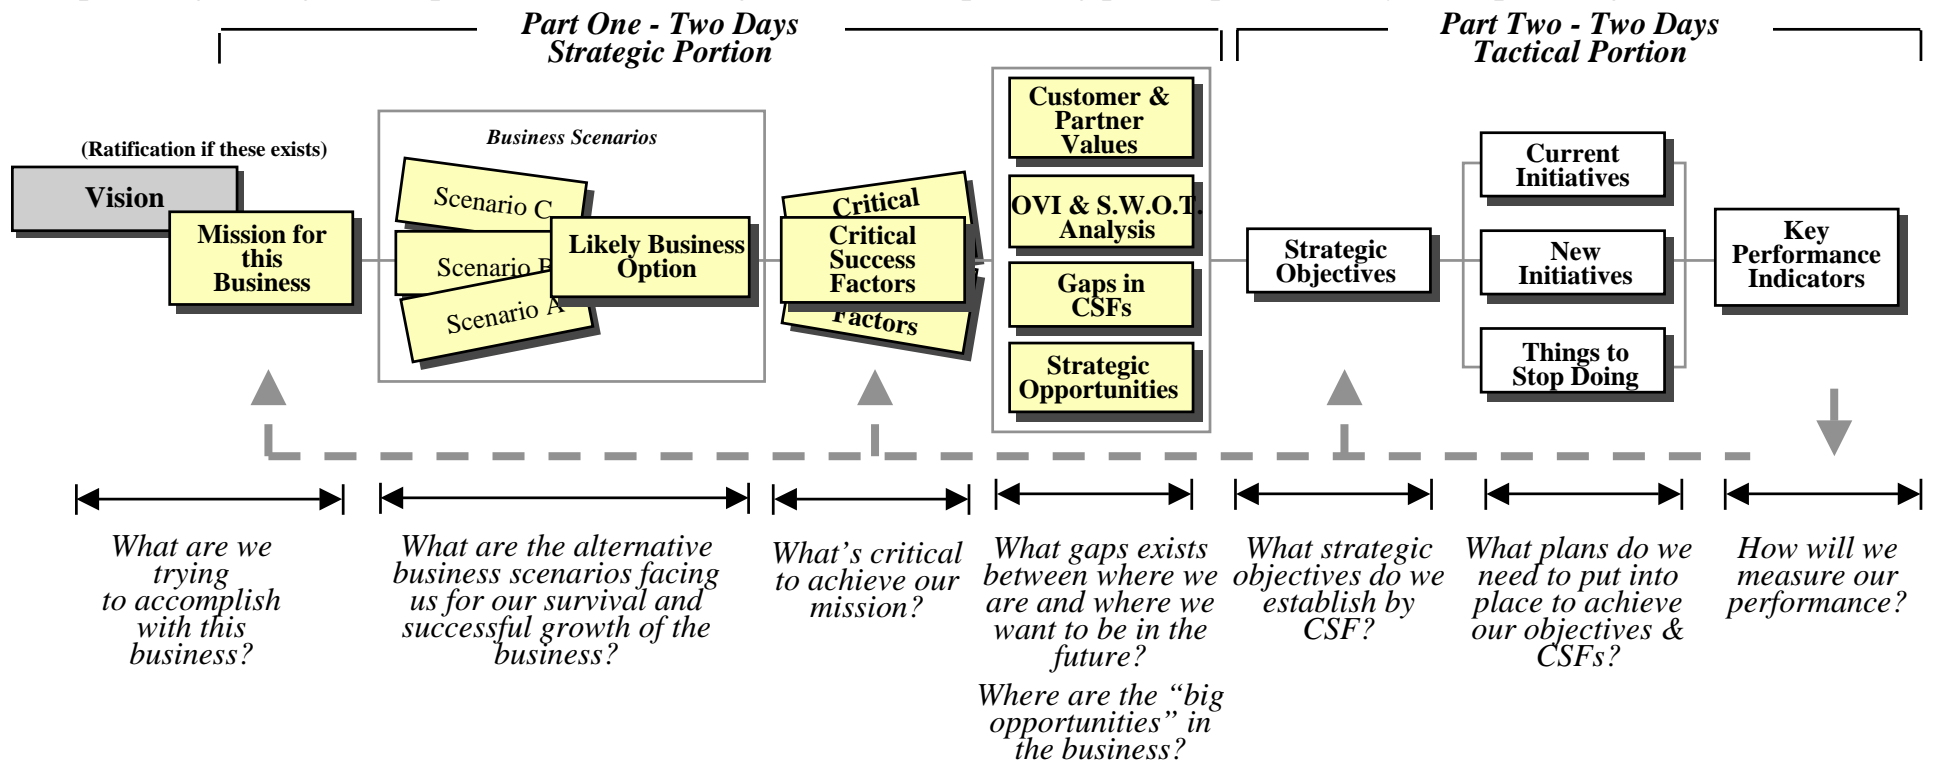 Part One - Two Days
Strategic Portion
Part Two - Two Days
Tactical Portion
(Ratification if these exists)
Vision
Mission for
this
Business
Business Scenarios
Scenario C
Scenario B
Scenario A
Likely Business
Option
Critical
Critical
Success
Factors
Factors
Customer &
Partner
Values
OVI & S.W.O.T.
Analysis
Gaps in
CSFs
Strategic
Opportunities
Strategic
Objectives
Current
Initiatives
New
Initiatives
Things to
Stop Doing
Key
Performance
Indicators
What are we
trying
to accomplish
with this
business?
What are the alternative
business scenarios facing
us for our survival and
successful growth of the
business?
What’s critical
to achieve our
mission?
What gaps exists
between where we
are and where we
want to be in the
future?
Where are the “big
opportunities” in
the business?
What strategic
objectives do we
establish by
CSF?
What plans do we
need to put into
place to achieve
our objectives &
CSFs?
How will we
measure our
performance?